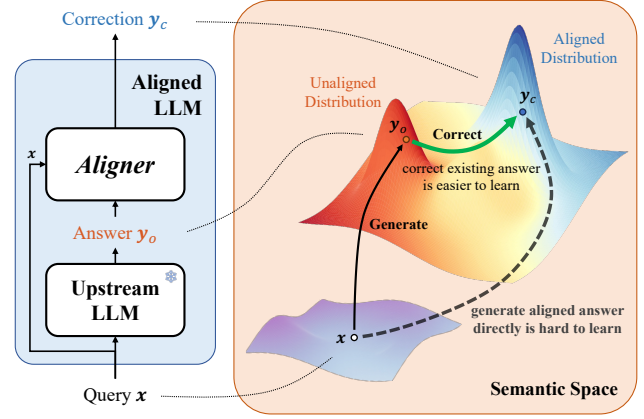 Correction y_c
Aligned
LLM
x
Aligner
Answer y_o
Upstream
LLM
Query x
Unaligned
Distribution
Aligned
Distribution
y_o
y_c
Correct
correct existing answer
is easier to learn
Generate
generate aligned answer
directly is hard to learn
x
Semantic Space